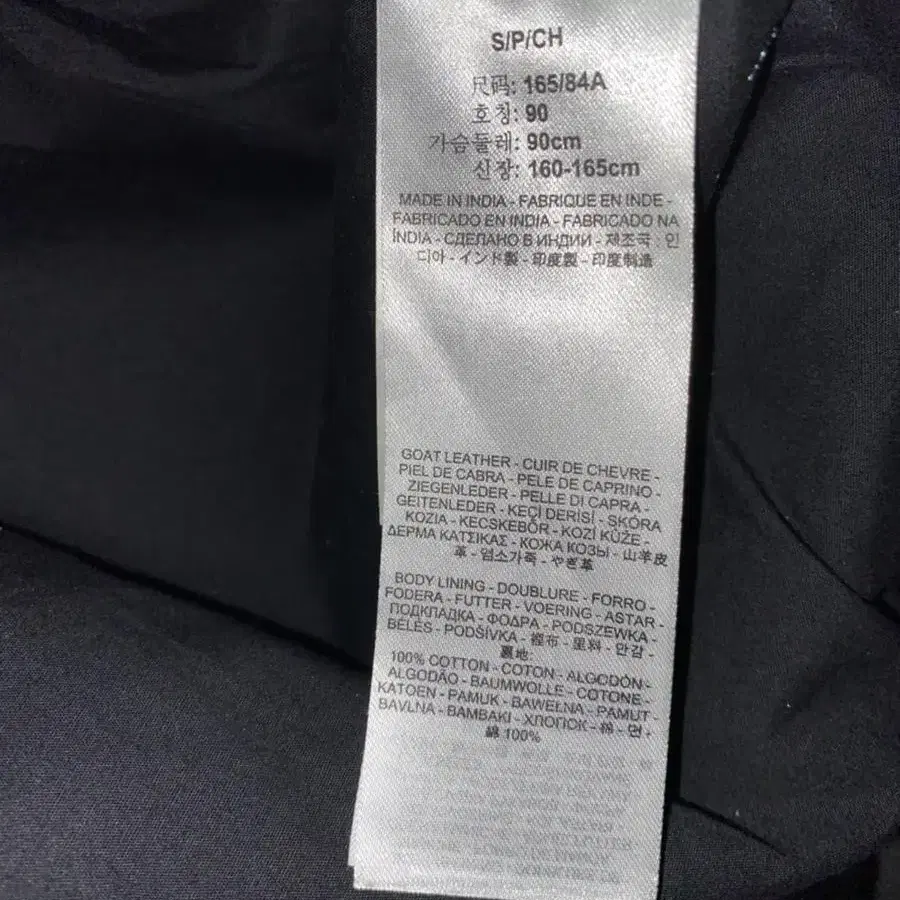 S/P/CH
尺码: 165/84A
호칭: 90
가슴둘레: 90cm
신장: 160-165cm
MADE IN INDIA - FABRIQUE EN INDE -
FABRICADO EN INDIA - FABRICADO NA
ÍNDIA - СДЕЛАНО В ИНДИИ - 제조국 : 인
디아 - インド製 - 印度製 - 印度制造
GOAT LEATHER - CUIR DE CHEVRE -
PIEL DE CABRA - PELE DE CAPRINO -
ZIEGENLEDER - PELLE DI CAPRA -
GEITENLEDER - KEÇİ DERİSİ - SKÓRA
KOZIA - KECSKEBŐR - KOZÍ KŮŽE -
ΔΕΡΜΑ ΚΑΤΣΙΚΑΣ - КОЖА КОЗЫ - 山羊皮
革 - 염소가죽 - やぎ革
BODY LINING - DOUBLURE - FORRO -
FODERA - FUTTER - VOERING - ASTAR -
ПОДКЛАДКА - ΦΟΔΡΑ - PODSZEWKA -
BÉLÉS - PODŠÍVKA - 裡布 - 里料 - 안감 -
裏地:
100% COTTON - COTON - ALGODÓN -
ALGODÃO - BAUMWOLLE - COTONE -
KATOEN - PAMUK - BAWEŁNA - PAMUT -
BAVLNA - ΒΑΜΒΑΚΙ - ХЛОПОК - 棉 - 면 -
綿 100%